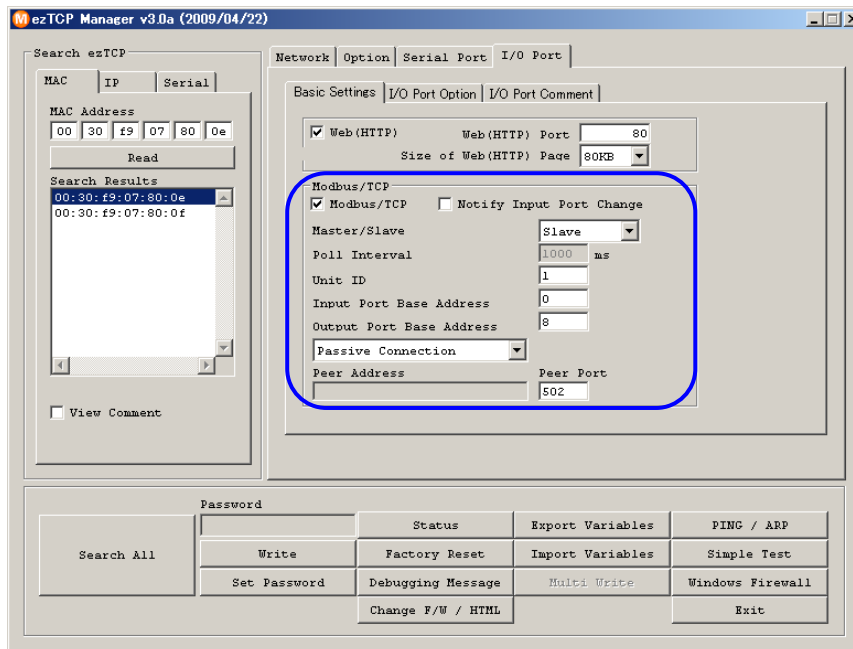 ezTCP Manager v3.0a (2009/04/22)
Search ezTCP
MAC IP Serial
MAC Address
00 30 f9 07 80 0e
Read
Search Results
00:30:f9:07:80:0e
00:30:f9:07:80:0f
View Comment
Network Option Serial Port I/O Port
Basic Settings I/O Port Option I/O Port Comment
Web(HTTP) Web(HTTP) Port 80
Size of Web(HTTP) Page 80KB
Modbus/TCP
Modbus/TCP Notify Input Port Change
Master/Slave Slave
Poll Interval 1000 ms
Unit ID 1
Input Port Base Address 0
Output Port Base Address 8
Passive Connection
Peer Address Peer Port
502
Password
Status Export Variables PING / ARP
Search All Write Factory Reset Import Variables Simple Test
Set Password Debugging Message Multi Write Windows Firewall
Change F/W / HTML Exit